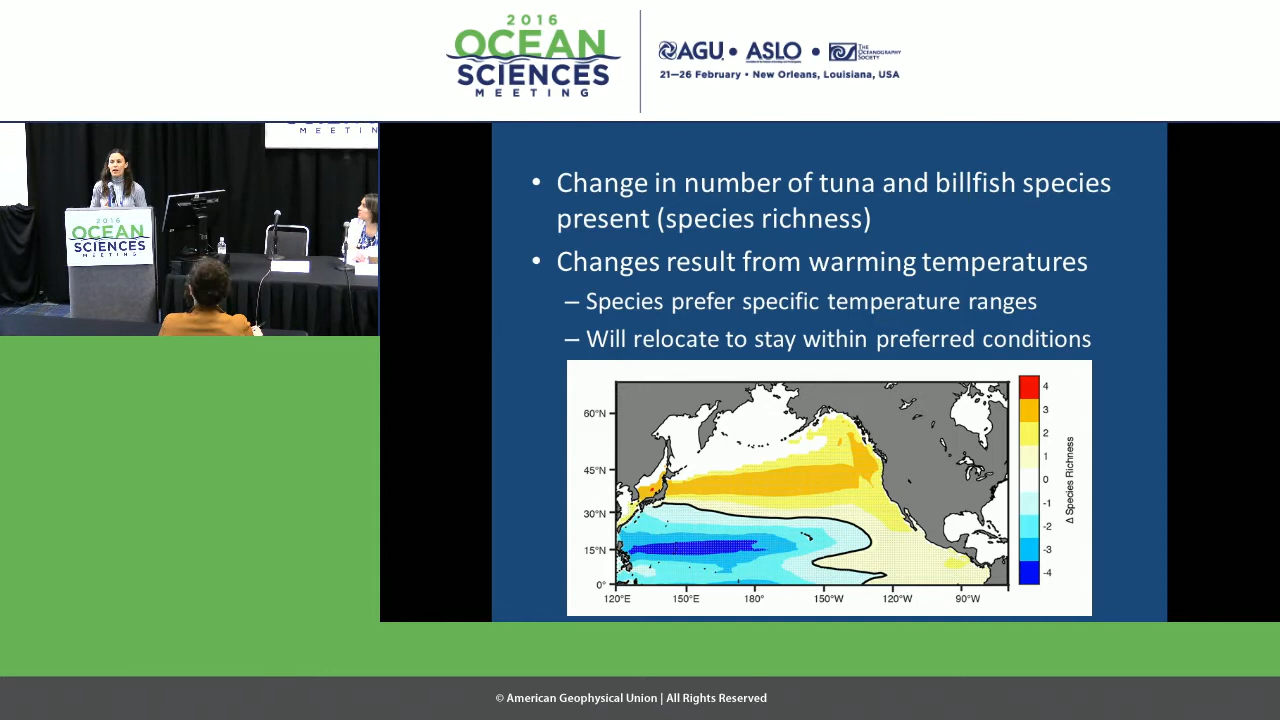 2016
OCEAN
SCIENCES
MEETING
AGU • ASLO • THE OCEANOGRAPHY SOCIETY
21–26 February • New Orleans, Louisiana, USA
MEETIN
2016
OCEAN
SCIENCES
MEETING
• Change in number of tuna and billfish species
present (species richness)
• Changes result from warming temperatures
– Species prefer specific temperature ranges
– Will relocate to stay within preferred conditions
60°N
45°N
30°N
15°N
0°
120°E 150°E 180° 150°W 120°W 90°W
4
3
2
1
0
-1
-2
-3
-4
Δ Species Richness
© American Geophysical Union | All Rights Reserved